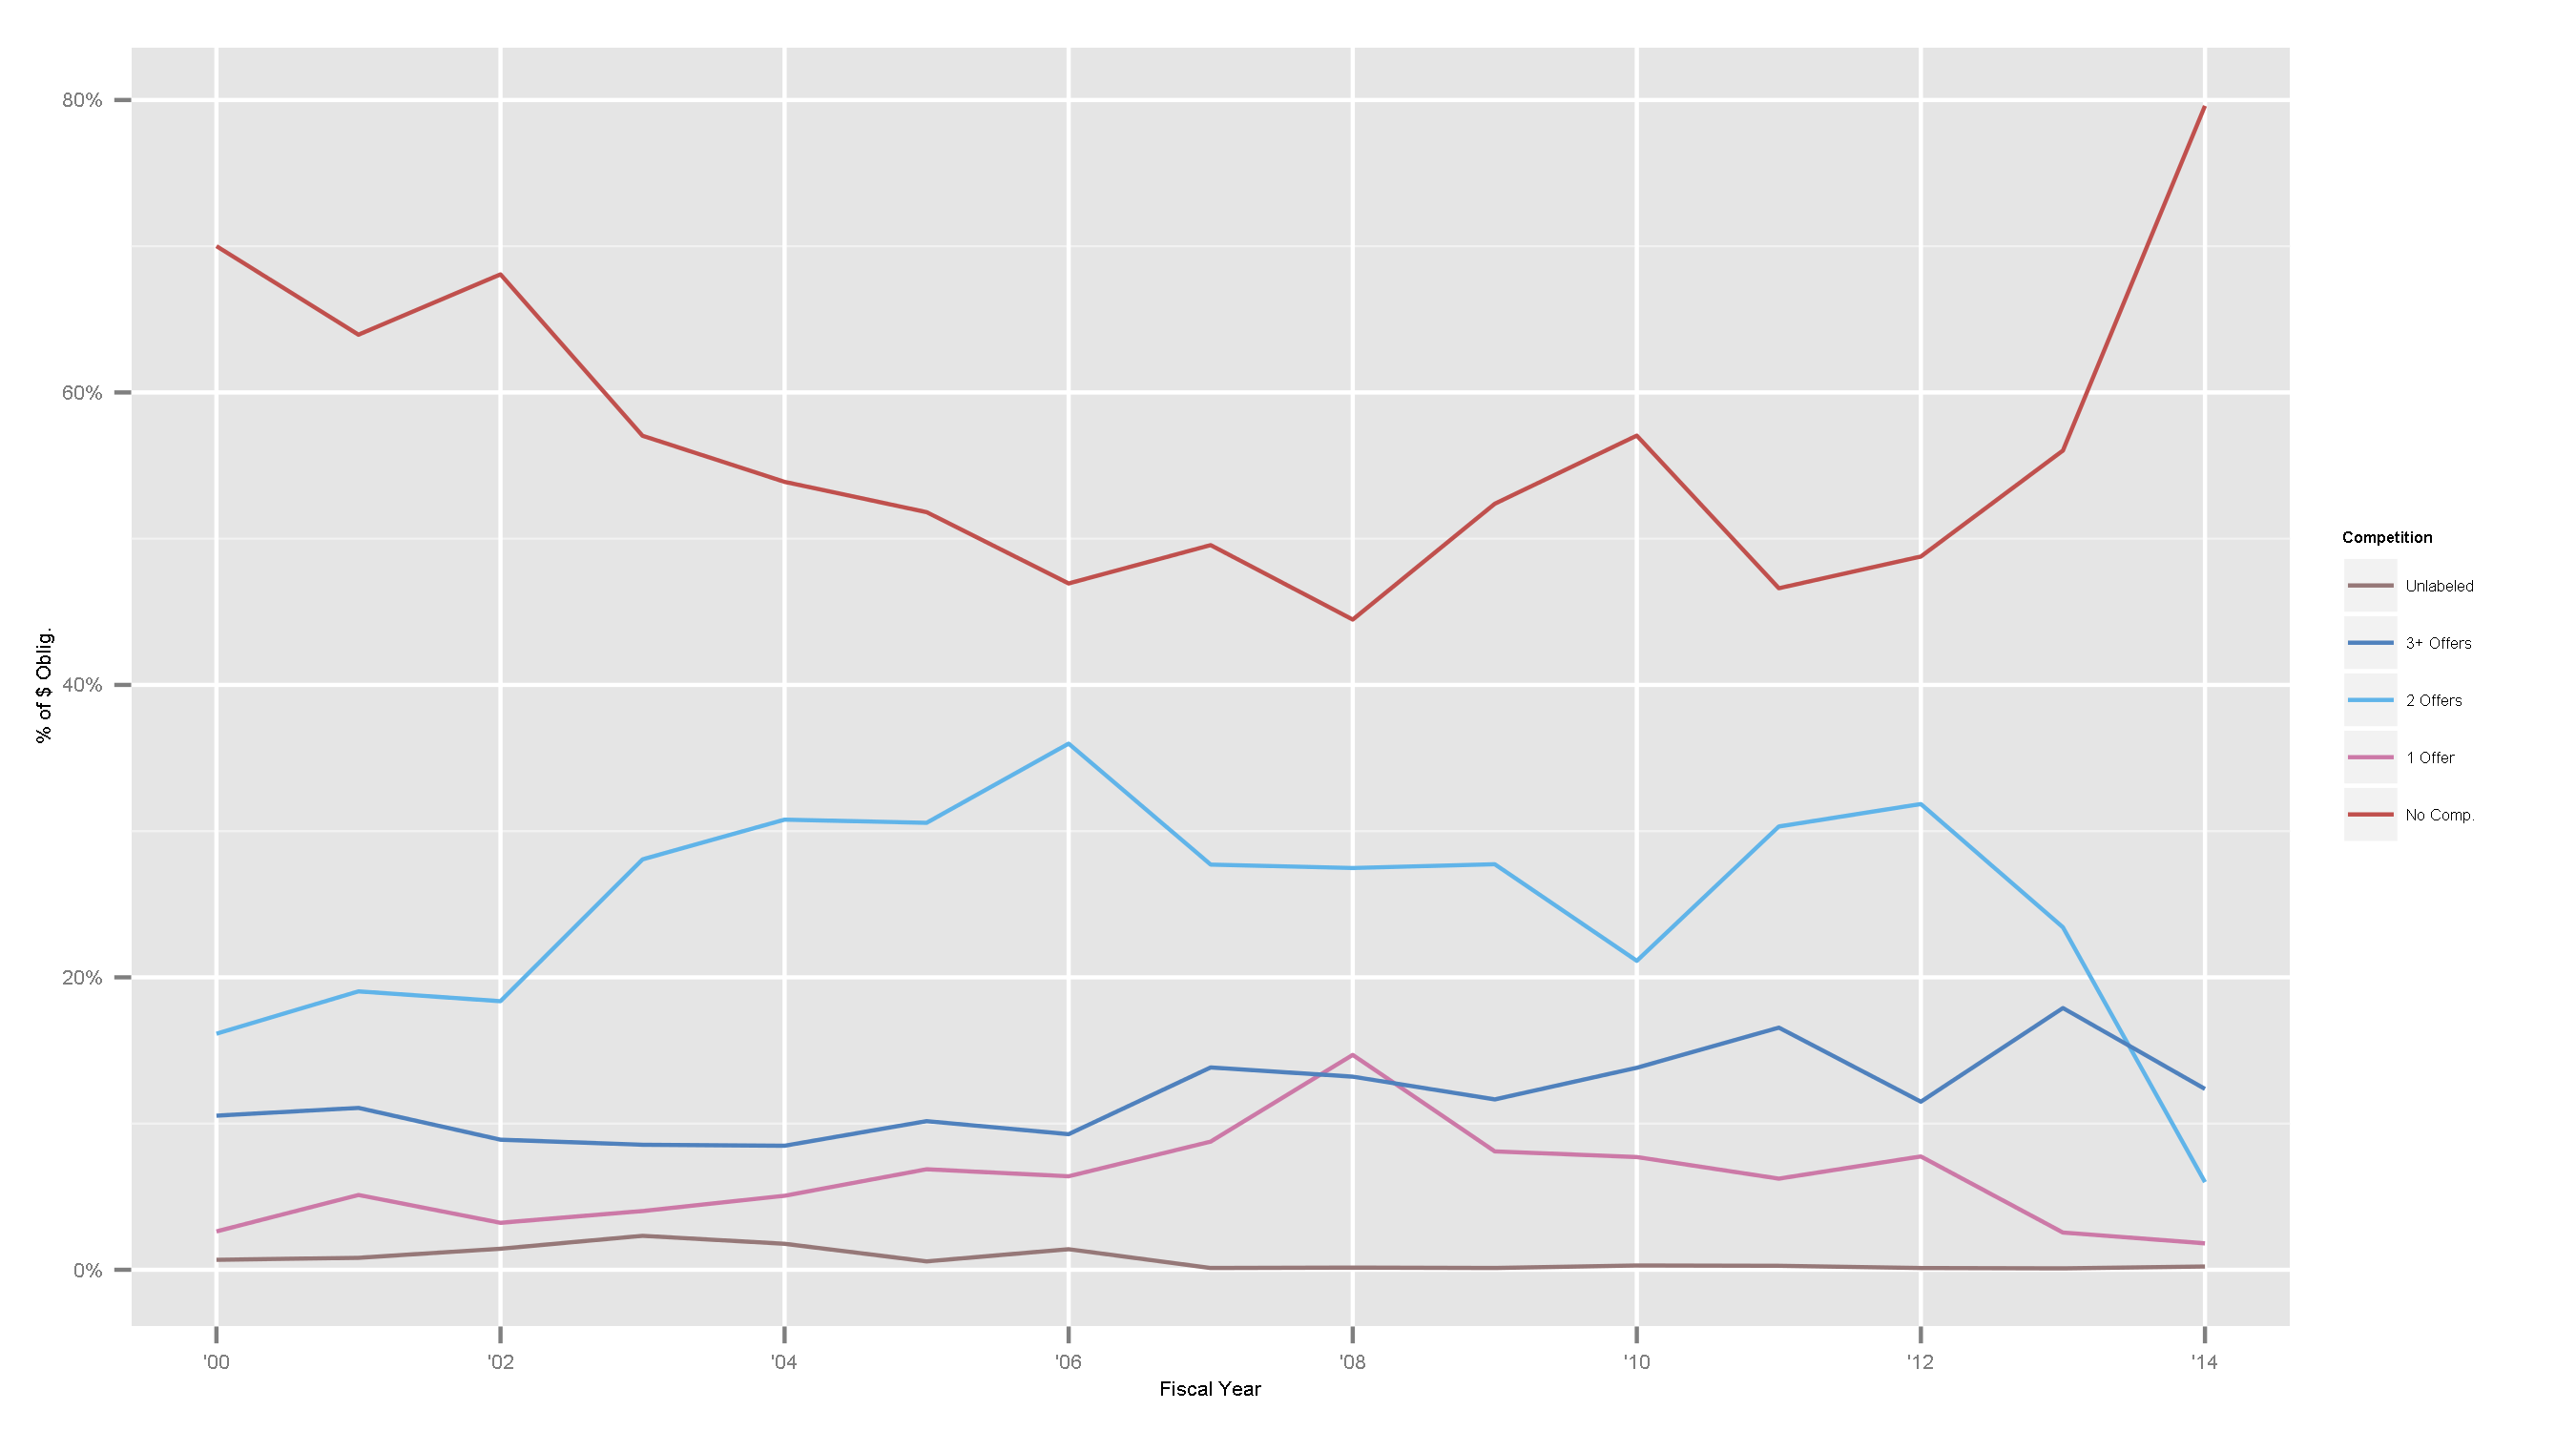 80%
60%
40%
20%
0%
% of $ Oblig.
'00 '02 '04 '06 '08 '10 '12 '14
Fiscal Year
Competition
Unlabeled
3+ Offers
2 Offers
1 Offer
No Comp.